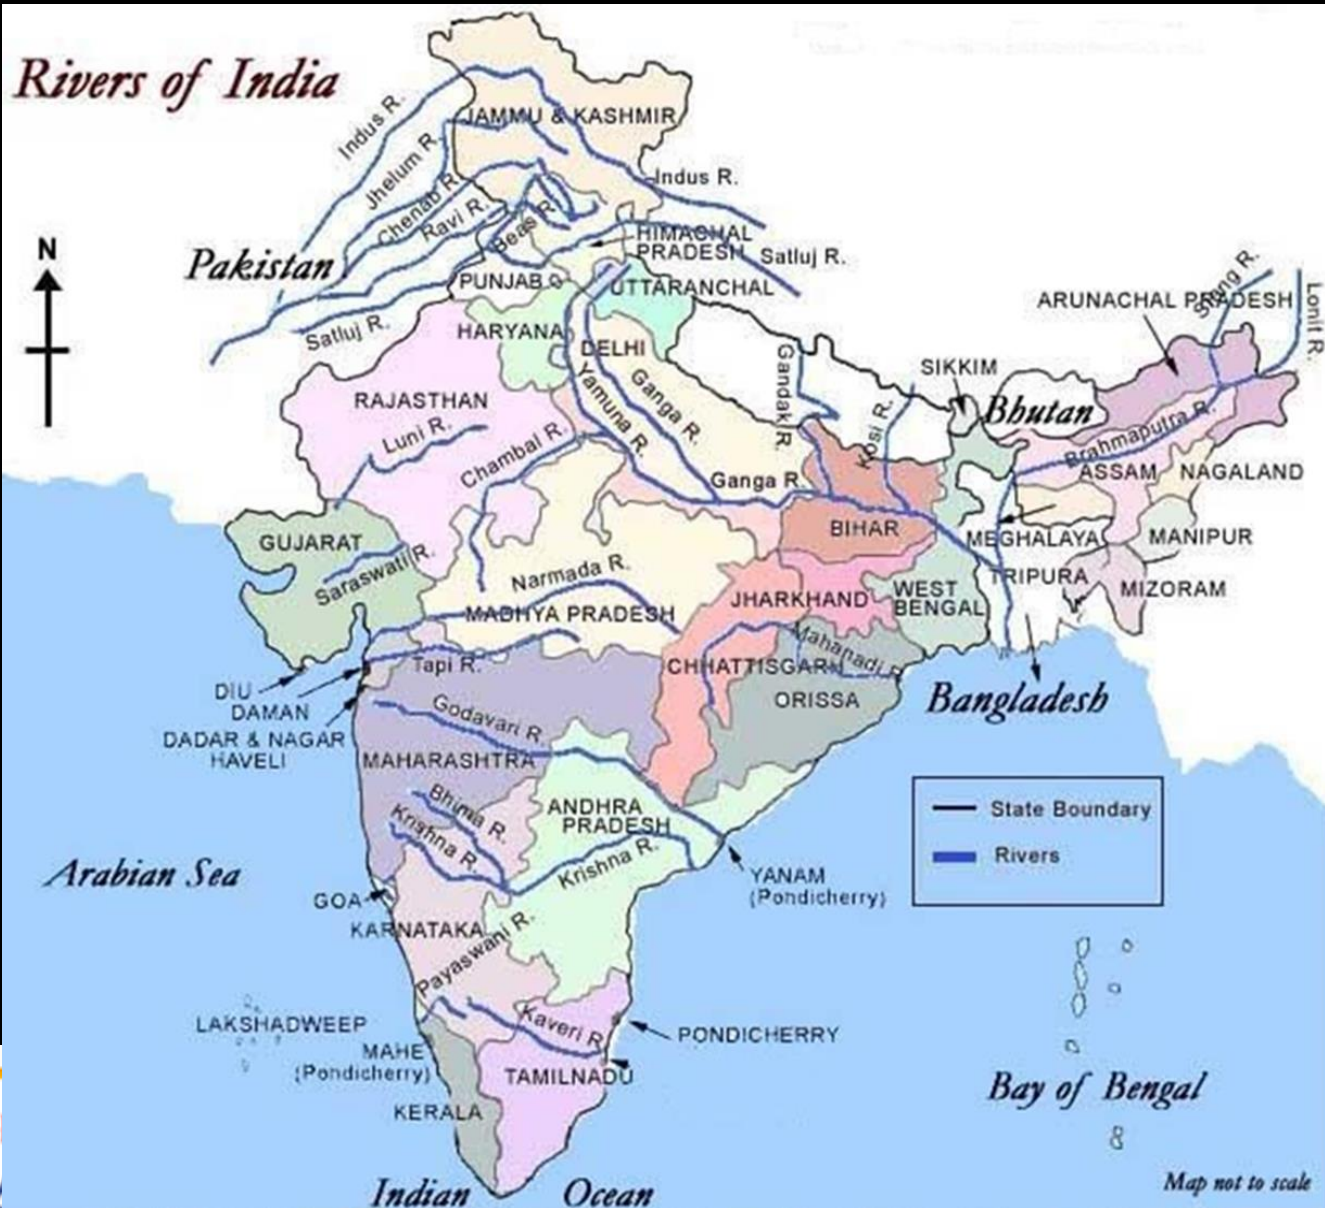 Rivers of India
Indus R.
JAMMU & KASHMIR
Jhelum R.
Indus R.
Chenab R.
Ravi R.
Beas R.
HIMACHAL
PRADESH
Satluj R.
N
Pakistan
PUNJAB
UTTARANCHAL
Satluj R.
HARYANA
DELHI
ARUNACHAL PRADESH
Lohit R.
RAJASTHAN
Luni R.
Chambal R.
Yamuna R.
Ganga R.
Gandak R.
Kosi R.
SIKKIM
Bhutan
Brahmaputra R.
ASSAM
NAGALAND
Ganga R.
GUJARAT
BIHAR
MEGHALAYA
MANIPUR
Saraswati R.
Narmada R.
TRIPURA
MIZORAM
MADHYA PRADESH
JHARKHAND
WEST
BENGAL
Tapi R.
CHHATTISGARH
Mahanadi R
ORISSA
DIU
DAMAN
DADAR & NAGAR
HAVELI
Bangladesh
Godavari R
MAHARASHTRA
Bhima R.
ANDHRA
PRADESH
Krishna R.
Krishna R.
State Boundary
Rivers
Arabian Sea
YANAM
(Pondicherry)
GOA
KARNATAKA
Payaswani R.
LAKSHADWEEP
Kaveri R
PONDICHERRY
MAHE
(Pondicherry)
TAMILNADU
KERALA
Bay of Bengal
Indian Ocean
Map not to scale